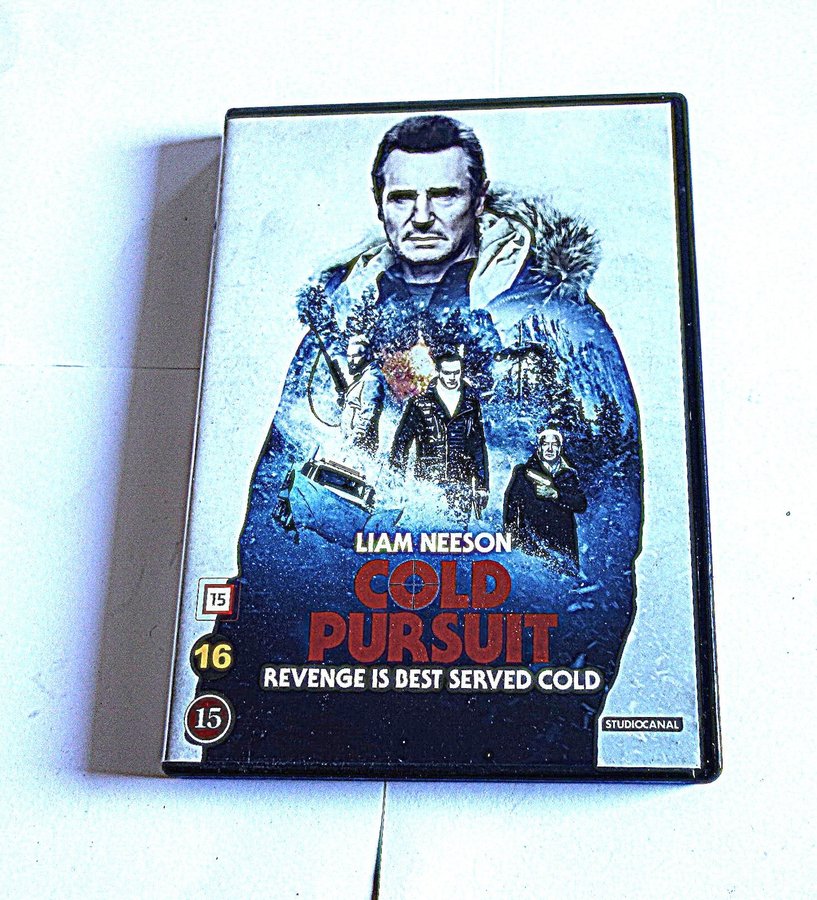 LIAM NEESON
COLD
PURSUIT
REVENGE IS BEST SERVED COLD
15
16
15
STUDIOCANAL